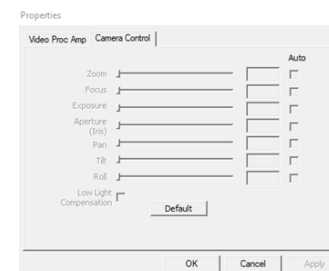 Properties
Video Proc Amp Camera Control
Auto
Zoom
Focus
Exposure
Aperture
(Iris)
Pan
Tilt
Roll
Low Light
Compensation
Default
OK Cancel Apply